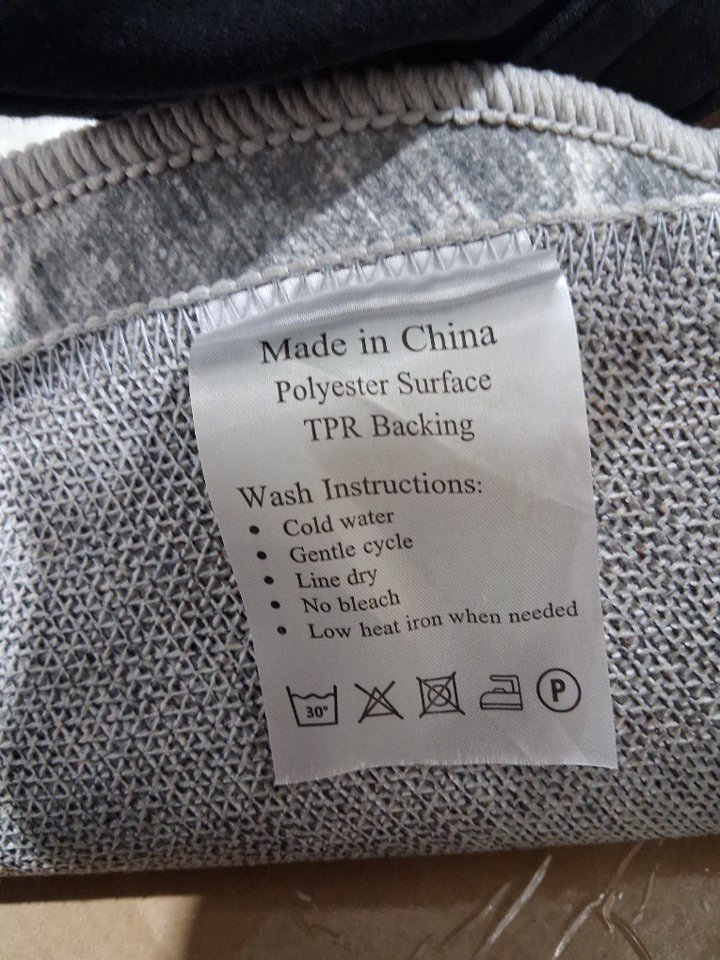 Made in China
Polyester Surface
TPR Backing
Wash Instructions:
• Cold water
• Gentle cycle
• Line dry
• No bleach
• Low heat iron when needed
30° P